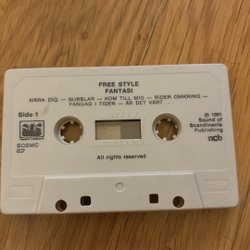 FREE STYLE
FANTASI
NÄRA DIG — BUBBLAR — KOM TILL MIG — RIDER OMKRING —
FÅNGAD I TIDEN — ÄR DET VÄRT . . .
Side 1
℗ 1981
Sound of
Scandinavia
Publishing
SOSMC
ncb
All rights reserved